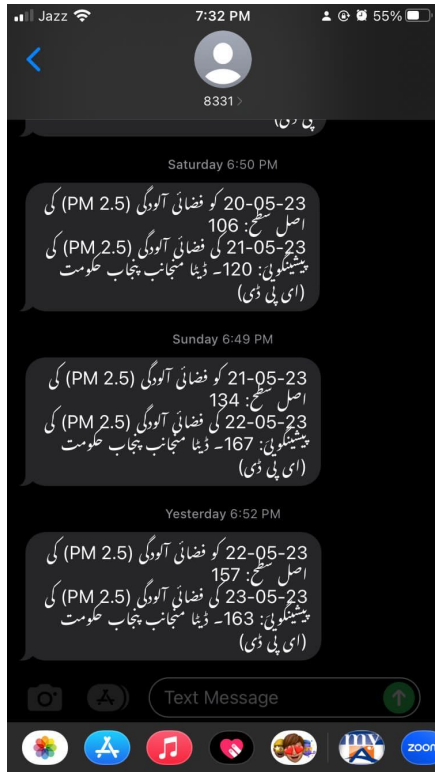 Jazz 7:32 PM 55%
8331 >
پی ڈی)
Saturday 6:50 PM
20-05-23 کو فضائی آلودگی (PM 2.5) کی
اصل سطح: 106
21-05-23 کی فضائی آلودگی (PM 2.5) کی
پیشینگوئی: 120۔ ڈیٹا منجانب پنجاب حکومت
(ای پی ڈی)
Sunday 6:49 PM
21-05-23 کو فضائی آلودگی (PM 2.5) کی
اصل سطح: 134
22-05-23 کی فضائی آلودگی (PM 2.5) کی
پیشینگوئی: 167۔ ڈیٹا منجانب پنجاب حکومت
(ای پی ڈی)
Yesterday 6:52 PM
22-05-23 کو فضائی آلودگی (PM 2.5) کی
اصل سطح: 157
23-05-23 کی فضائی آلودگی (PM 2.5) کی
پیشینگوئی: 163۔ ڈیٹا منجانب پنجاب حکومت
(ای پی ڈی)
Text Message
my
zoom